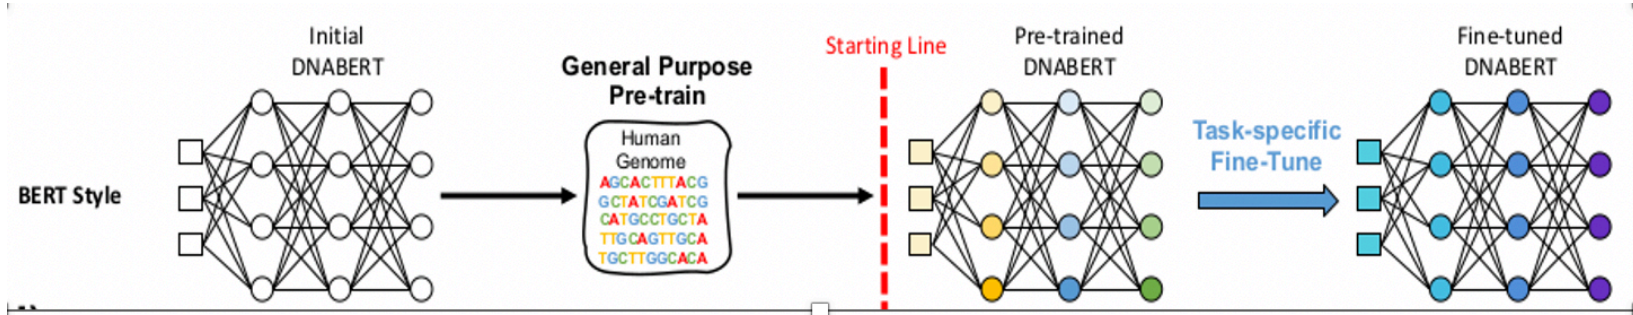 Initial
DNABERT
General Purpose
Pre-train
Starting Line
Pre-trained
DNABERT
Fine-tuned
DNABERT
BERT Style
Human
Genome
AGCACTTTACG
GCTATCGATCG
CATGCCTGCTA
TTGCAGTTGCA
TGCTTGGCACA
Task-specific
Fine-Tune